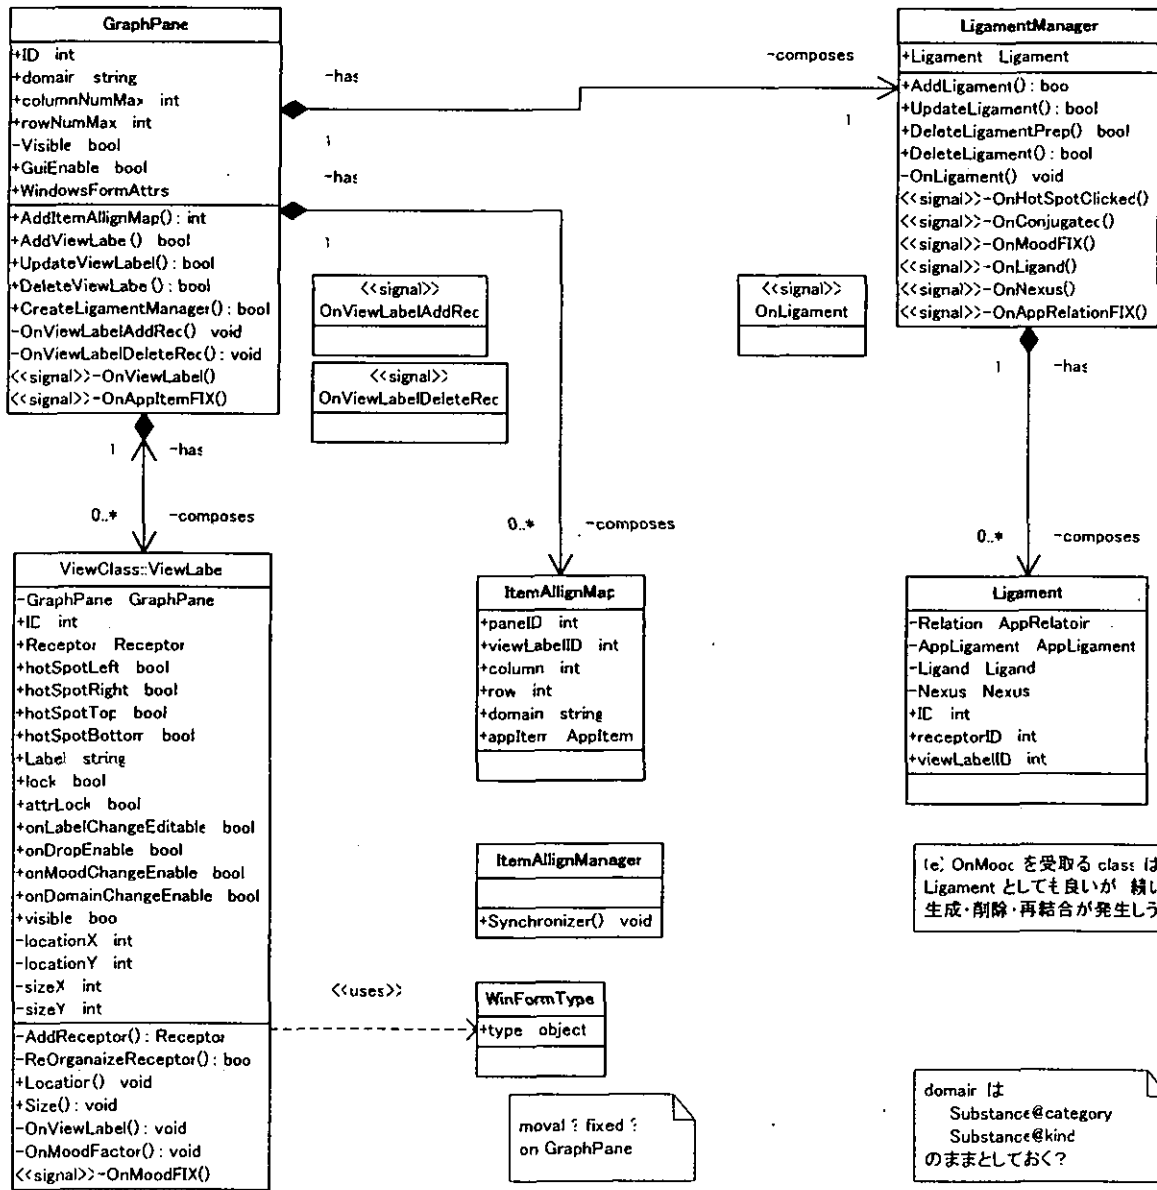 GraphPane
+ID int
+domair string
+columnNumMax int
+rowNumMax int
-Visible bool
+GuiEnable bool
+WindowsFormAttrs
+AddItemAllignMap(): int
+AddViewLabe() bool
+UpdateViewLabel(): bool
+DeleteViewLabe(): bool
+CreateLigamentManager(): bool
-OnViewLabelAddRec() void
-OnViewLabelDeleteRec(): void
<<signal>>-OnViewLabel()
<<signal>>-OnAppItemFIX()
~has
~composes
1
1
~has
1
LigamentManager
+Ligament Ligament
+AddLigament(): boo
+UpdateLigament(): bool
+DeleteLigamentPrep() bool
+DeleteLigament(): bool
-OnLigament() void
<<signal>>-OnHotSpotClicked()
<<signal>>-OnConjugatec()
<<signal>>-OnMoodFIX()
<<signal>>-OnLigand()
<<signal>>-OnNexus()
<<signal>>-OnAppRelationFIX()
<<signal>>
OnViewLabelAddRec
<<signal>>
OnViewLabelDeleteRec
<<signal>>
OnLigament
1 ~has
0..* ~composes
0..* ~composes
1 ~has
0..* ~composes
ViewClass::ViewLabe
-GraphPane GraphPane
+IC int
+Receptor Receptor
+hotSpotLeft bool
+hotSpotRight bool
+hotSpotTop bool
+hotSpotBottorr bool
+Label string
+lock bool
+attrLock bool
+onLabelChangeEditable bool
+onDropEnable bool
+onMoodChangeEnable bool
+onDomainChangeEnable bool
+visible boo
-locationX int
-locationY int
-sizeX int
-sizeY int
-AddReceptor(): Receptor
-ReOrganaizeReceptor(): boo
+Locatior() void
+Size(): void
-OnViewLabel(): void
-OnMoodFactor(): void
<<signal>>-OnMoodFIX()
ItemAllignMap
+paneID int
+viewLabelID int
+column int
+row int
+domain string
+appIterr AppItem
Ligament
-Relation AppRelatoir
-AppLigament AppLigament
-Ligand Ligand
-Nexus Nexus
+IC int
+receptorID int
+viewLabelID int
ItemAllignManager
+Synchronizer() void
(e) OnMooc を受取る class は
Ligament としても良いが 頻し
生成・削除・再結合が発生しう
<<uses>>
WinFormType
+type object
moval ? fixed ?
on GraphPane
domair は
Substance@category
Substance@kind
のままとしておく?